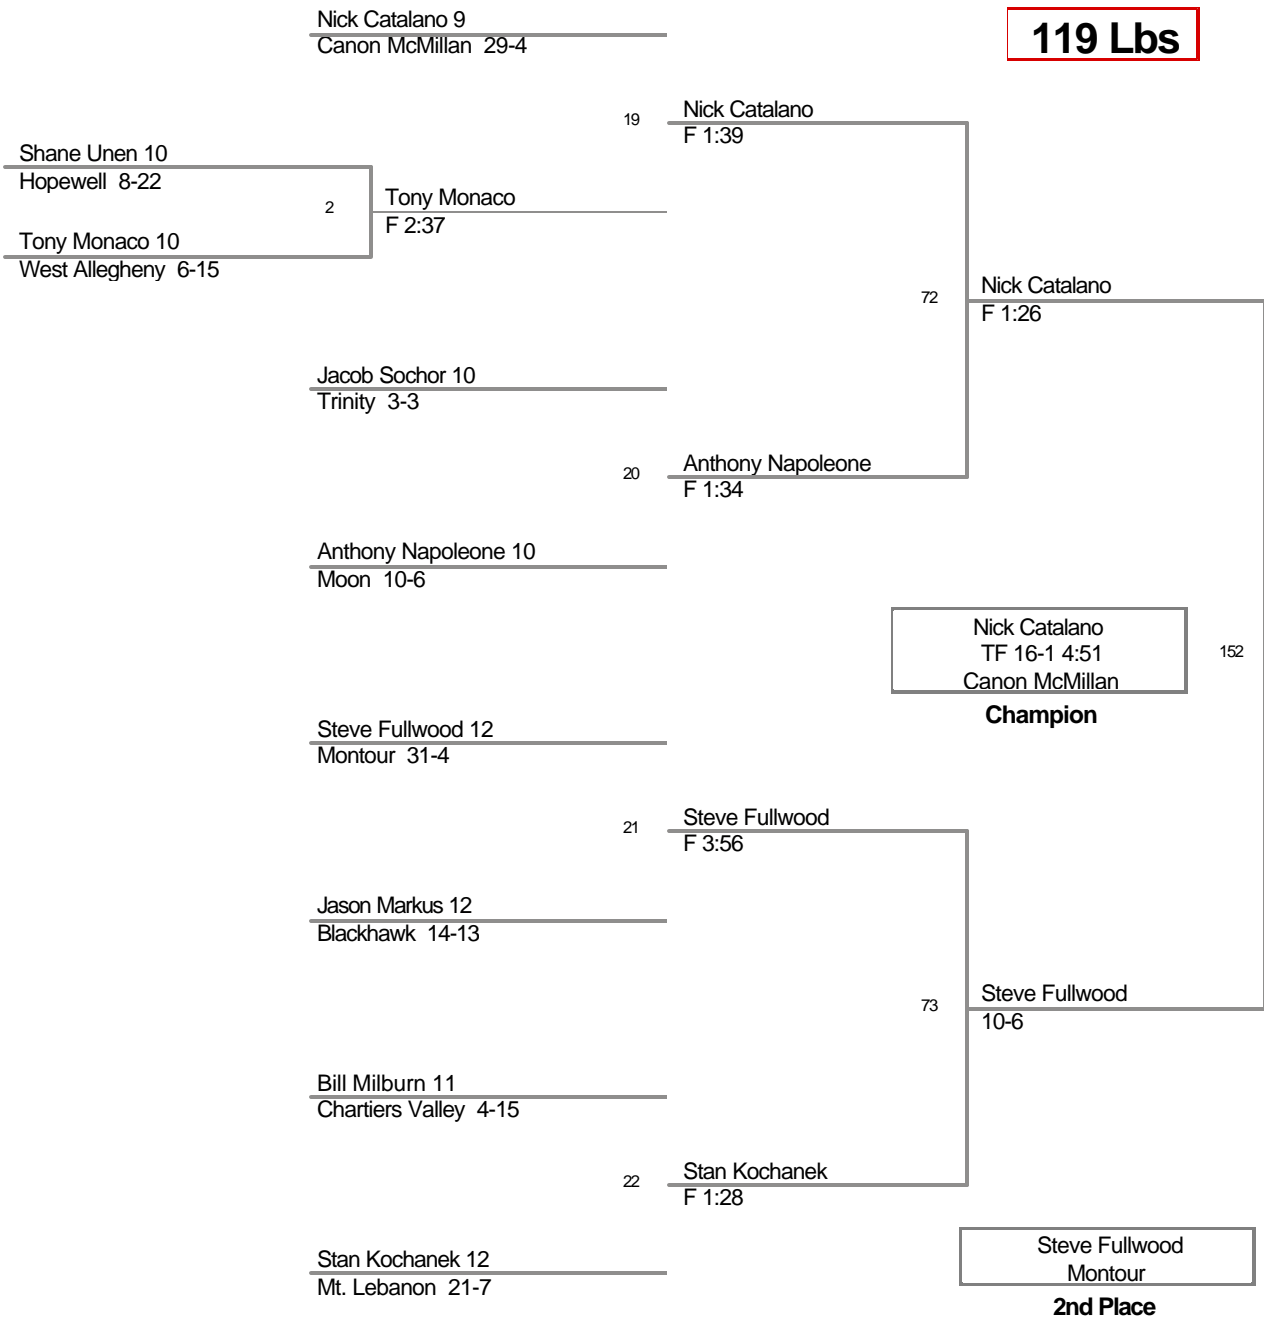 Nick Catalano 9
Canon McMillan 29-4
119 Lbs
19
Nick Catalano
F 1:39
Shane Unen 10
Hopewell 8-22
2
Tony Monaco
F 2:37
Tony Monaco 10
West Allegheny 6-15
72
Nick Catalano
F 1:26
Jacob Sochor 10
Trinity 3-3
20
Anthony Napoleone
F 1:34
Anthony Napoleone 10
Moon 10-6
Nick Catalano
TF 16-1 4:51
Canon McMillan
Champion
152
Steve Fullwood 12
Montour 31-4
21
Steve Fullwood
F 3:56
Jason Markus 12
Blackhawk 14-13
73
Steve Fullwood
10-6
Bill Milburn 11
Chartiers Valley 4-15
22
Stan Kochanek
F 1:28
Stan Kochanek 12
Mt. Lebanon 21-7
Steve Fullwood
Montour
2nd Place